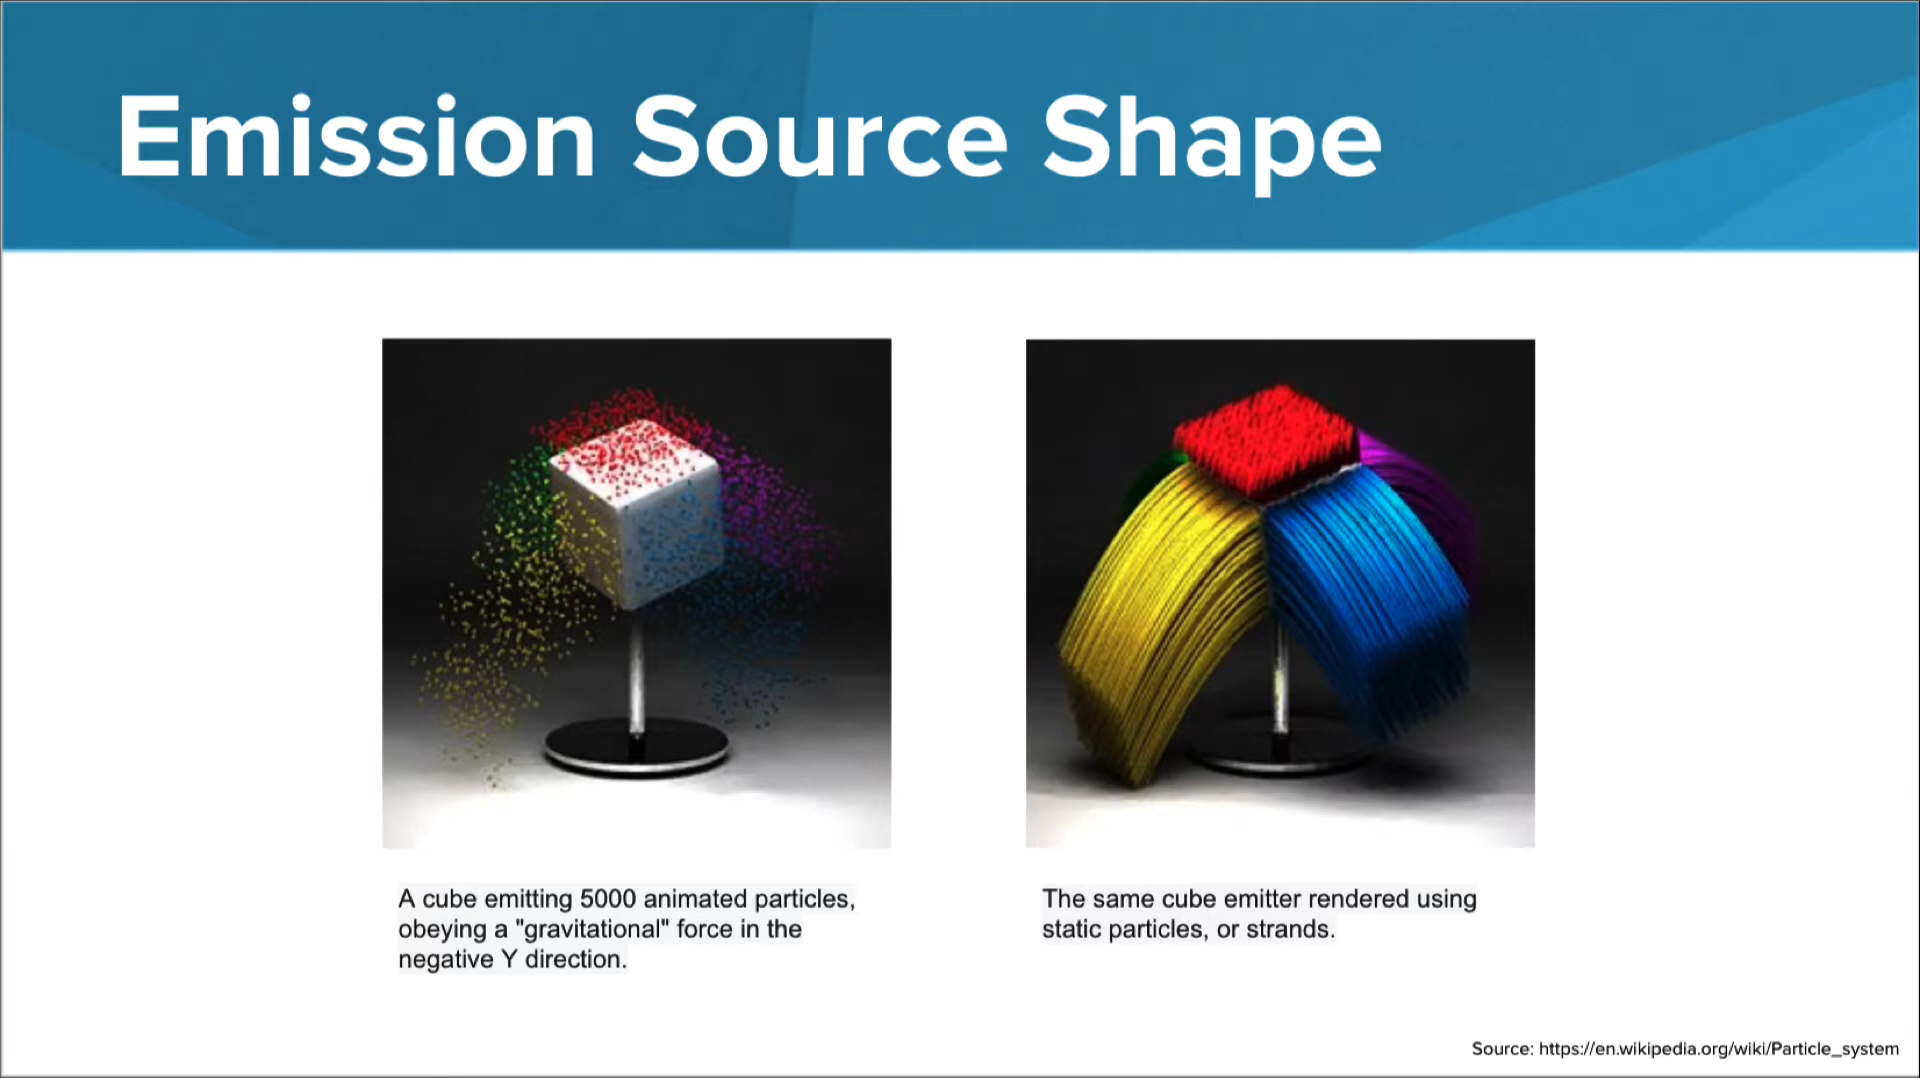 Emission Source Shape
A cube emitting 5000 animated particles,
obeying a "gravitational" force in the
negative Y direction.
The same cube emitter rendered using
static particles, or strands.
Source: https://en.wikipedia.org/wiki/Particle_system